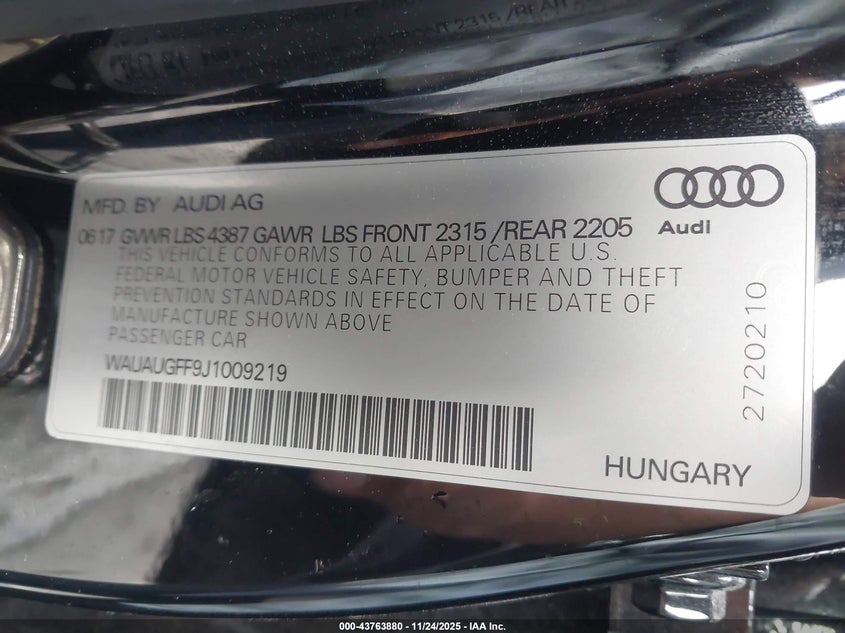 MFD. BY AUDI AG
0617 GVWR LBS 4387 GAWR LBS FRONT 2315 /REAR 2205
THIS VEHICLE CONFORMS TO ALL APPLICABLE U.S.
FEDERAL MOTOR VEHICLE SAFETY, BUMPER AND THEFT
PREVENTION STANDARDS IN EFFECT ON THE DATE OF
MANUFACTURE SHOWN ABOVE
PASSENGER CAR
WAUAUGFF9J1009219
Audi
2720210
HUNGARY
000-43763880 - 11/24/2025 - IAA Inc.